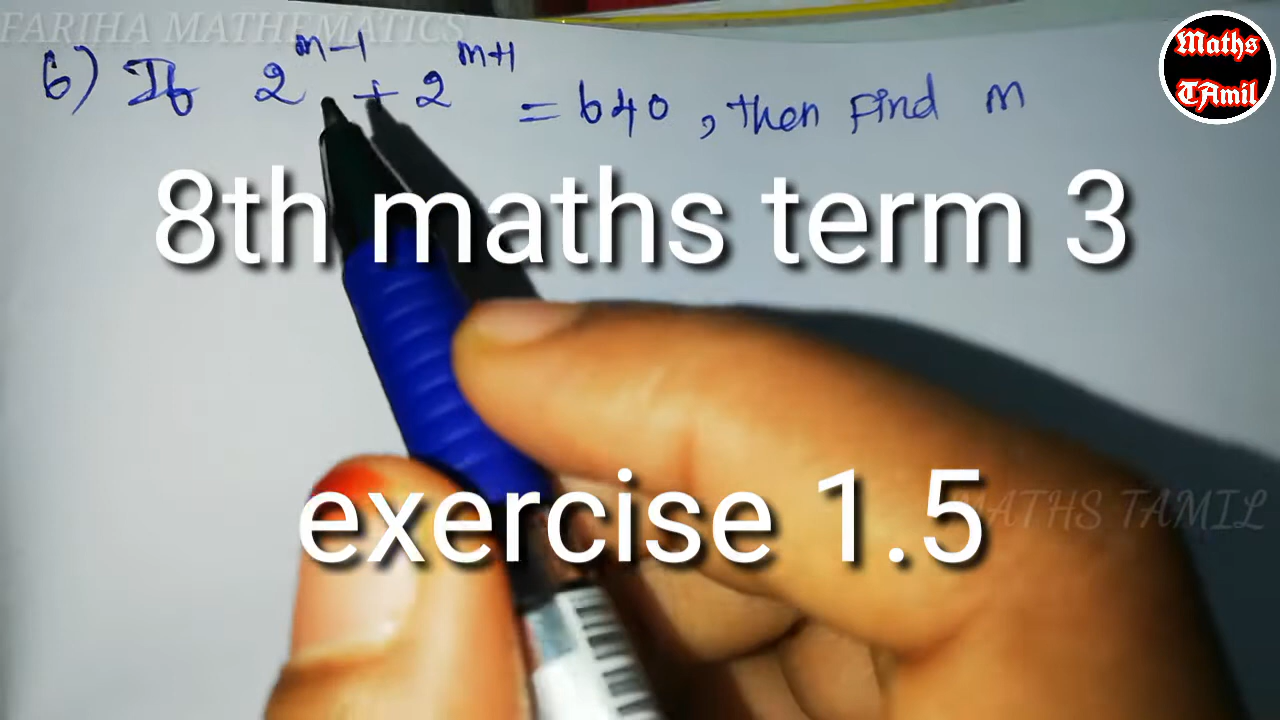 FARIHA MATHEMATICS
Maths
TAmil
6) If 2^{m-1} + 2^{m+1} = 640, then Find m
8th maths term 3
exercise 1.5
MATHS TAMIL